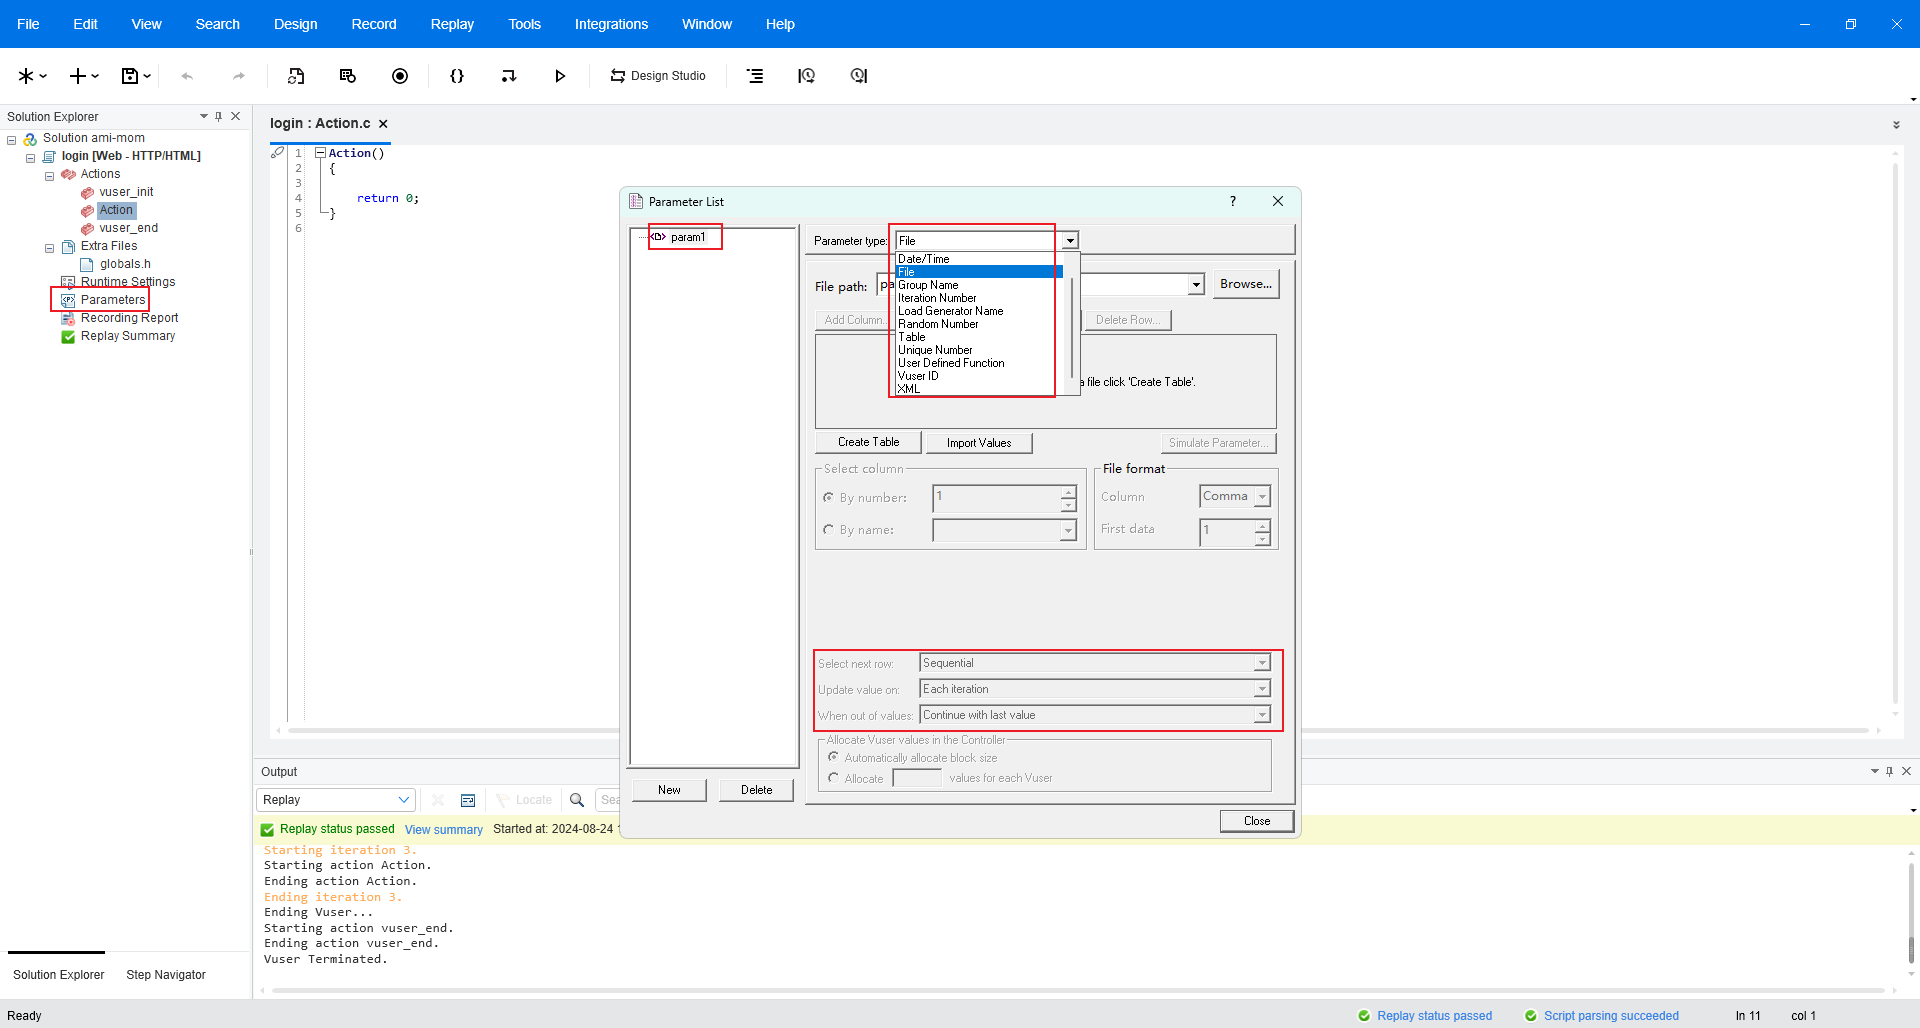 File Edit View Search Design Record Replay Tools Integrations Window Help
Design Studio
Solution Explorer
Solution ami-mom
login [Web - HTTP/HTML]
Actions
vuser_init
Action
vuser_end
Extra Files
globals.h
Runtime Settings
Parameters
Recording Report
Replay Summary
Solution Explorer Step Navigator
login : Action.c
1 Action()
2 {
3
4 return 0;
5 }
6
Parameter List
?
param1
New Delete
Parameter type: File
Date/Time
File
Group Name
Iteration Number
Load Generator Name
Random Number
Table
Unique Number
User Defined Function
Vuser ID
XML
File path: pa Browse...
Add Column... Delete Row...
a file click 'Create Table'.
Create Table Import Values Simulate Parameter...
Select column
By number: 1
By name:
File format
Column Comma
First data 1
Select next row: Sequential
Update value on: Each iteration
When out of values: Continue with last value
Allocate Vuser values in the Controller
Automatically allocate block size
Allocate values for each Vuser
Close
Output
Replay Locate Sea
Replay status passed View summary Started at: 2024-08-24
Starting iteration 3.
Starting action Action.
Ending action Action.
Ending iteration 3.
Ending Vuser...
Starting action vuser_end.
Ending action vuser_end.
Vuser Terminated.
Ready Replay status passed Script parsing succeeded ln 11 col 1